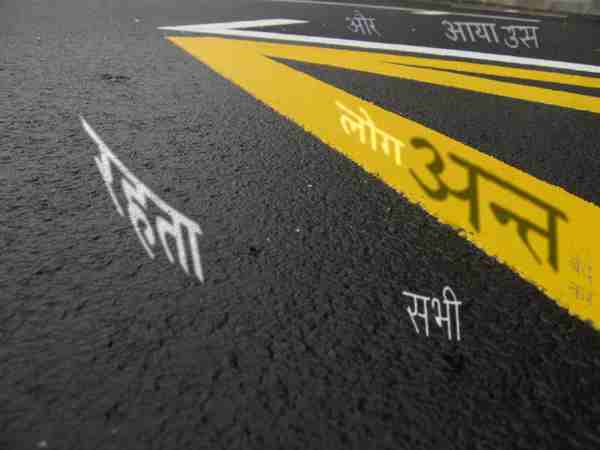 और
आया उस
लोग
अन्त
रहता
सभी